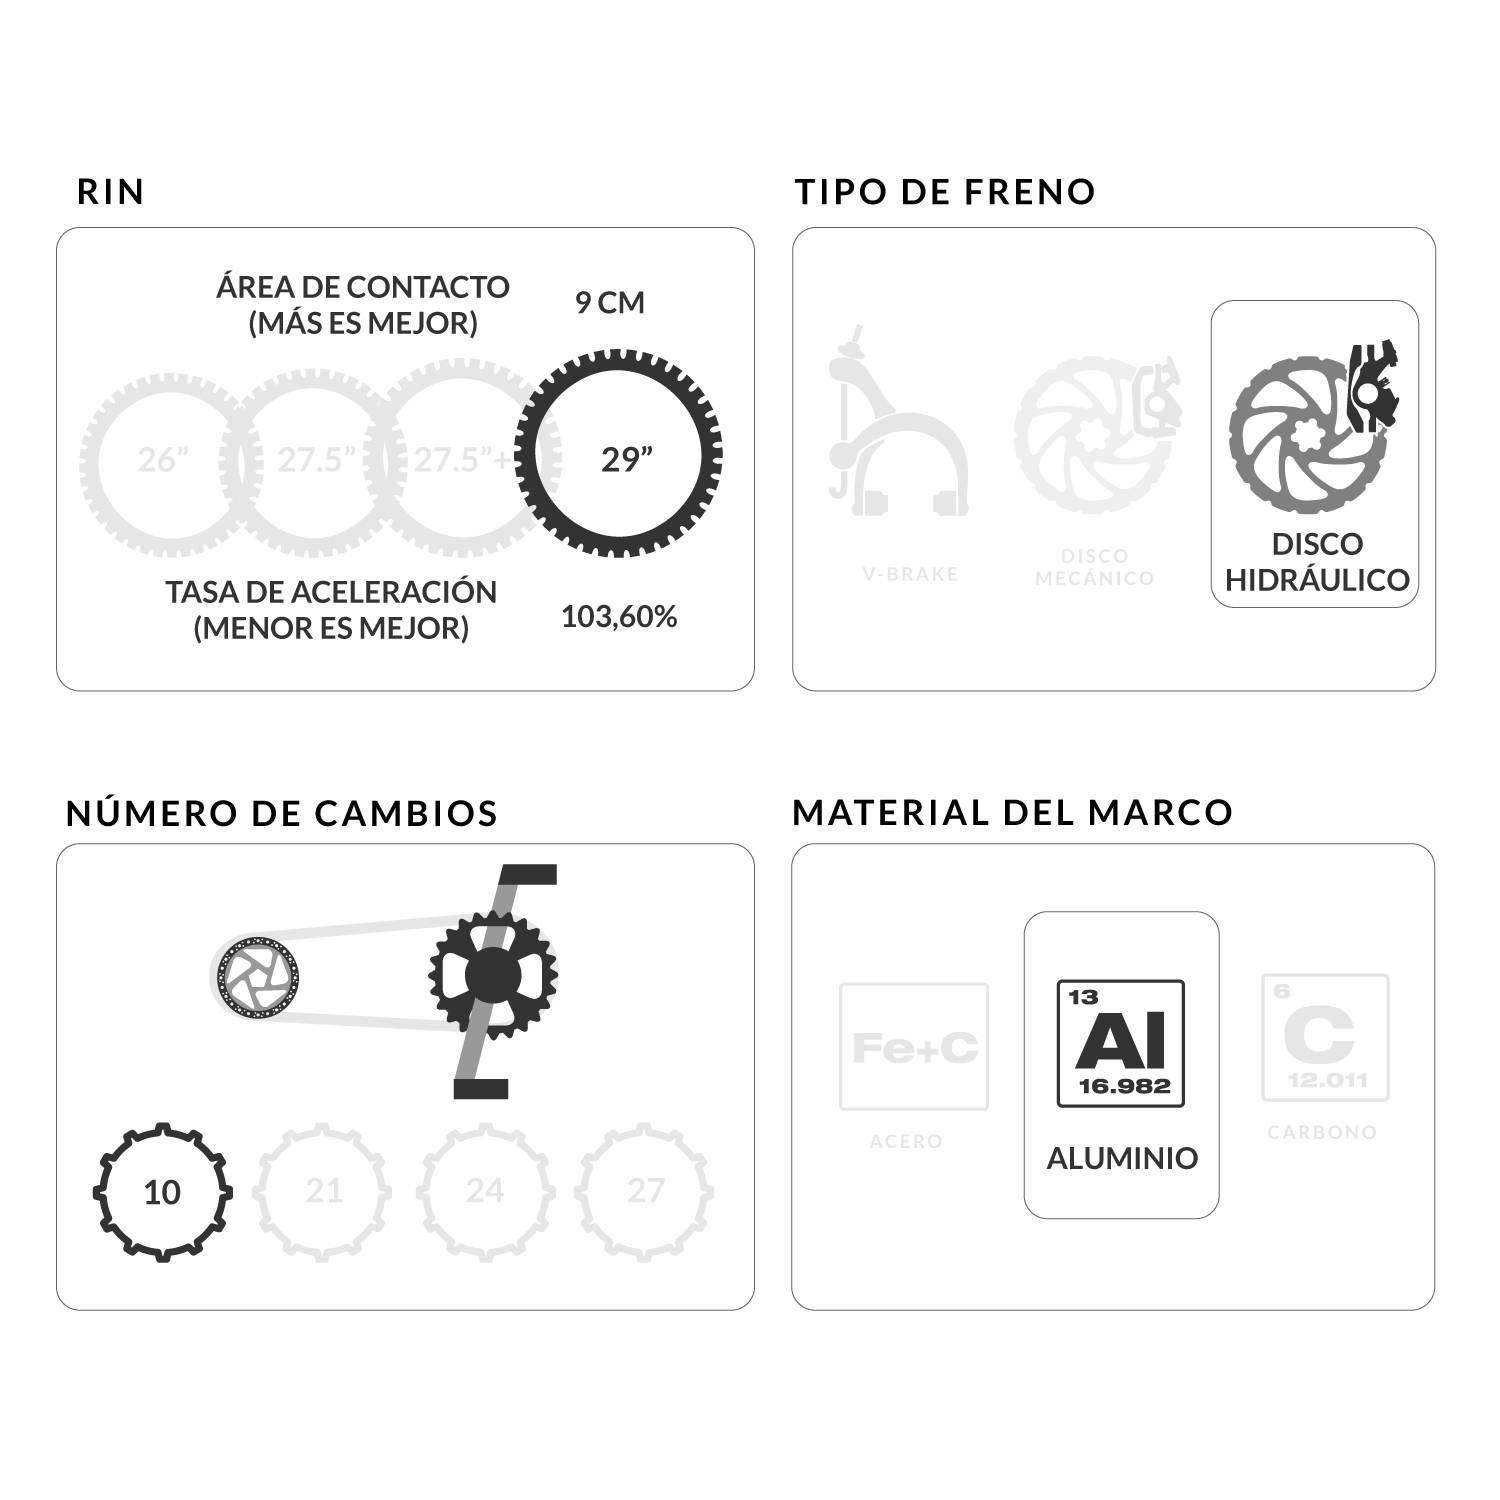 RIN
ÁREA DE CONTACTO
(MÁS ES MEJOR)
9 CM
26”
27.5”
27.5”+
29”
TASA DE ACELERACIÓN
(MENOR ES MEJOR)
103,60%
TIPO DE FRENO
V-BRAKE
DISCO
MECÁNICO
DISCO
HIDRÁULICO
NÚMERO DE CAMBIOS
10
21
24
27
MATERIAL DEL MARCO
Fe+C
ACERO
13
Al
16.982
ALUMINIO
6
C
12.011
CARBONO